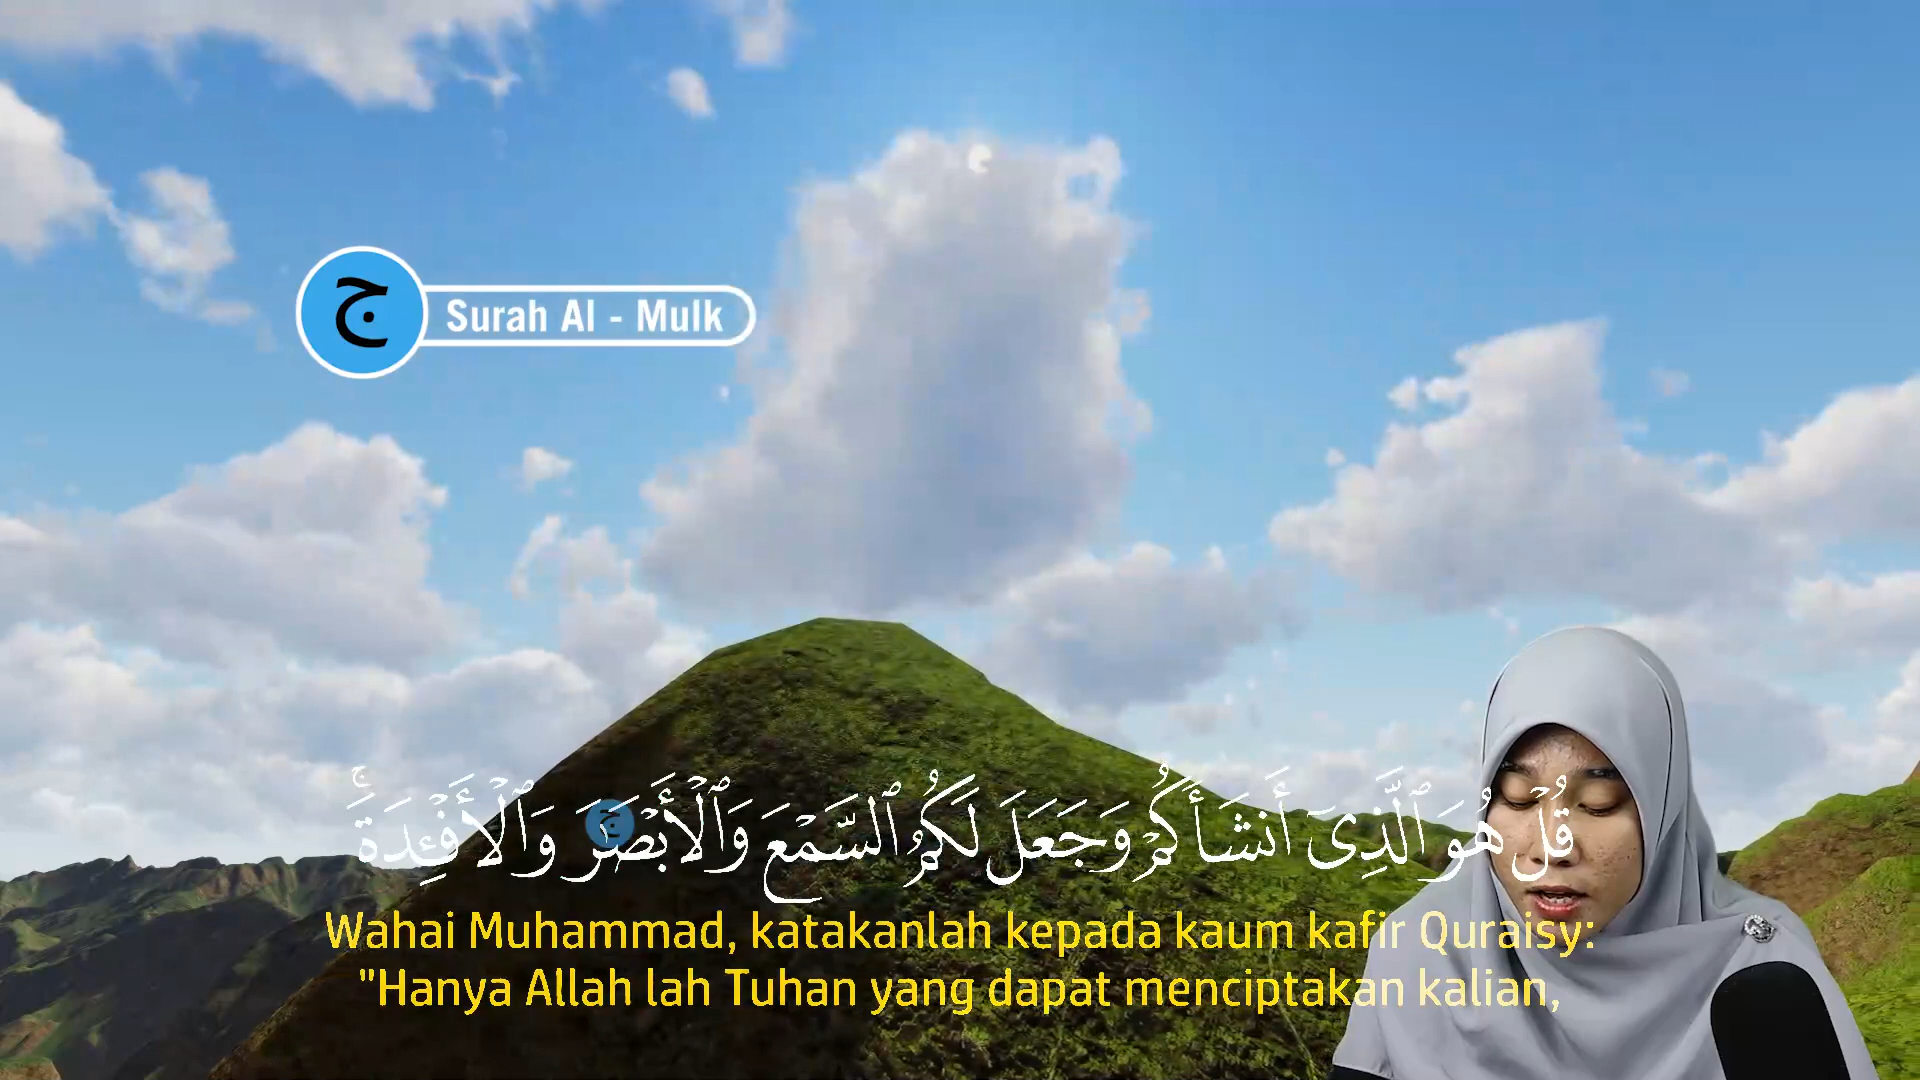 ج
Surah Al - Mulk
قُلْ هُوَ ٱلَّذِىٓ أَنشَأَكُمْ وَجَعَلَ لَكُمُ ٱلسَّمْعَ وَٱلْأَبْصَٰرَ وَٱلْأَفْـِٔدَةَ ۖ
ج
Wahai Muhammad, katakanlah kepada kaum kafir Quraisy:
"Hanya Allah lah Tuhan yang dapat menciptakan kalian,